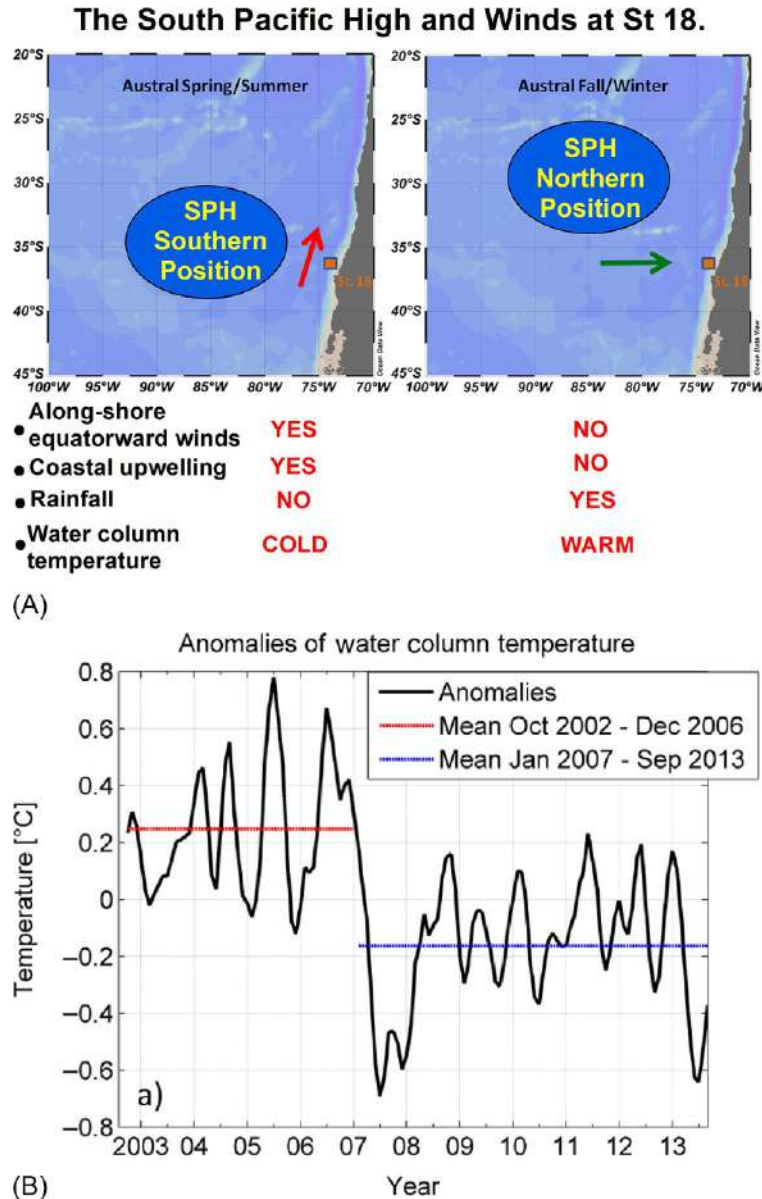 The South Pacific High and Winds at St 18.
20°S
25°S
30°S
35°S
40°S
45°S
Austral Spring/Summer
SPH
Southern
Position
St. 18
Ocean Data View
100°W 95°W 90°W 85°W 80°W 75°W 70°W
20°S
25°S
30°S
35°S
40°S
45°S
Austral Fall/Winter
SPH
Northern
Position
St. 18
Ocean Data View
100°W 95°W 90°W 85°W 80°W 75°W 70°W
• Along-shore
equatorward winds YES NO
• Coastal upwelling YES NO
• Rainfall NO YES
• Water column
temperature COLD WARM
(A)
Anomalies of water column temperature
Anomalies
Mean Oct 2002 - Dec 2006
Mean Jan 2007 - Sep 2013
Temperature [°C]
0.8
0.6
0.4
0.2
0
−0.2
−0.4
−0.6
−0.8
a)
2003 04 05 06 07 08 09 10 11 12 13
Year
(B)